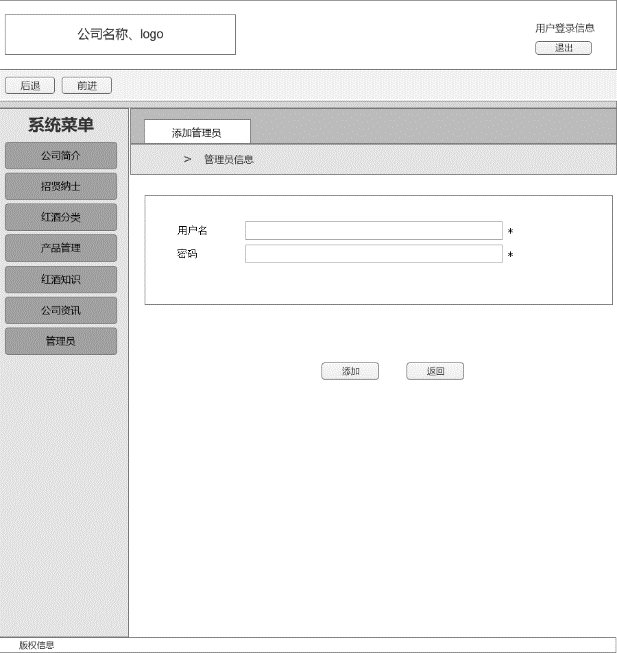 公司名称、logo
用户登录信息
退出
后退
前进
系统菜单
公司简介
招贤纳士
红酒分类
产品管理
红酒知识
公司资讯
管理员
添加管理员
> 管理员信息
用户名 *
密码 *
添加
返回
版权信息